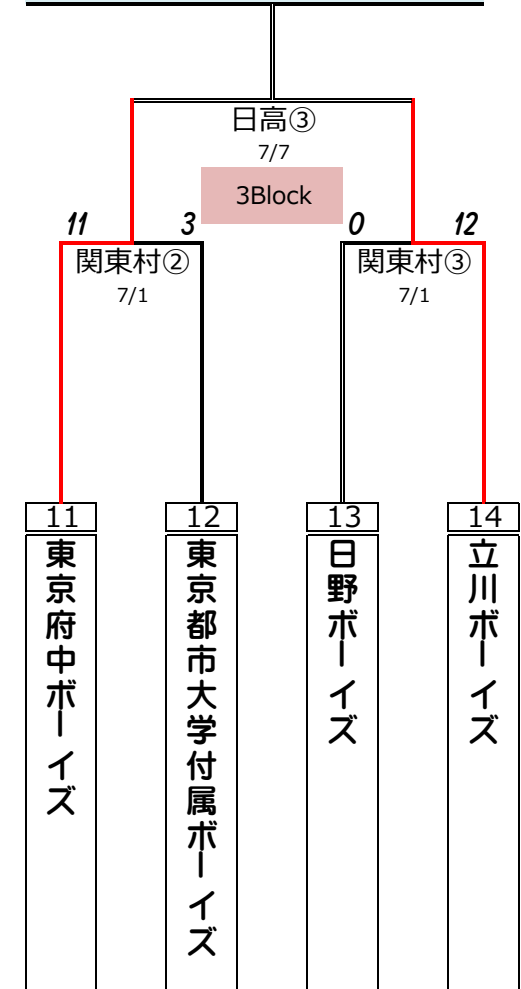 日高③
7/7
3Block
11 3 0 12
関東村② 関東村③
7/1 7/1
11 12 13 14
東京府中ボーイズ
東京都市大学付属ボーイズ
日野ボーイズ
立川ボーイズ